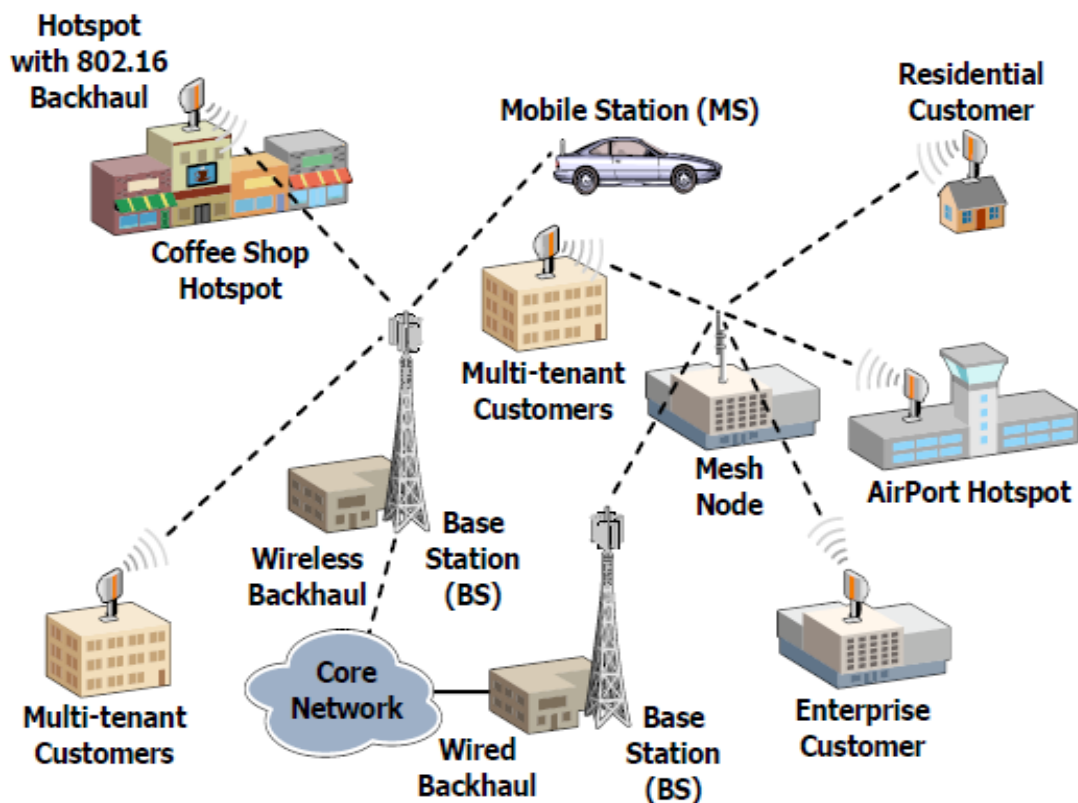 Hotspot
with 802.16
Backhaul
Mobile Station (MS)
Residential
Customer
Coffee Shop
Hotspot
Multi-tenant
Customers
Mesh
Node
AirPort Hotspot
Wireless
Backhaul
Base
Station
(BS)
Multi-tenant
Customers
Core
Network
Wired
Backhaul
Base
Station
(BS)
Enterprise
Customer